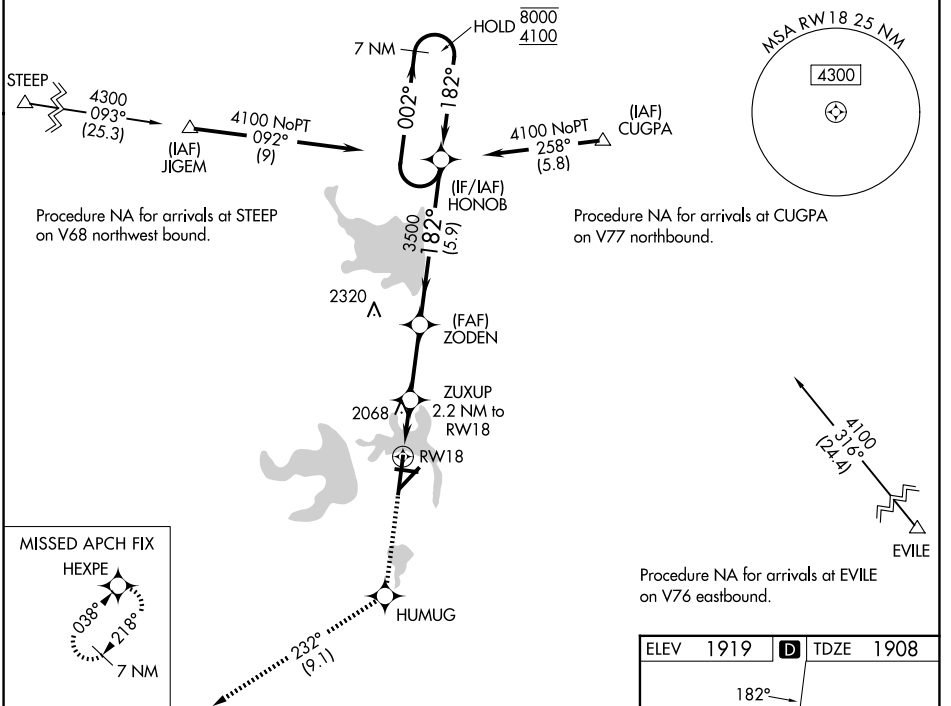 HOLD 8000
4100
7 NM
002°
182°
STEEP
4300
093°
(25.3)
(IAF)
JIGEM
4100 NoPT
092°
(9)
4100 NoPT
258°
(5.8)
(IAF)
CUGPA
(IF/IAF)
HONOB
MSA RW18 25 NM
4300
Procedure NA for arrivals at STEEP
on V68 northwest bound.
Procedure NA for arrivals at CUGPA
on V77 northbound.
3500
182°
(5.9)
2320
(FAF)
ZODEN
ZUXUP
2.2 NM to
RW18
2068
RW18
4100
316°
(24.4)
EVILE
Procedure NA for arrivals at EVILE
on V76 eastbound.
MISSED APCH FIX
HEXPE
038°
218°
7 NM
HUMUG
232°
(9.1)
ELEV 1919 D TDZE 1908
182°